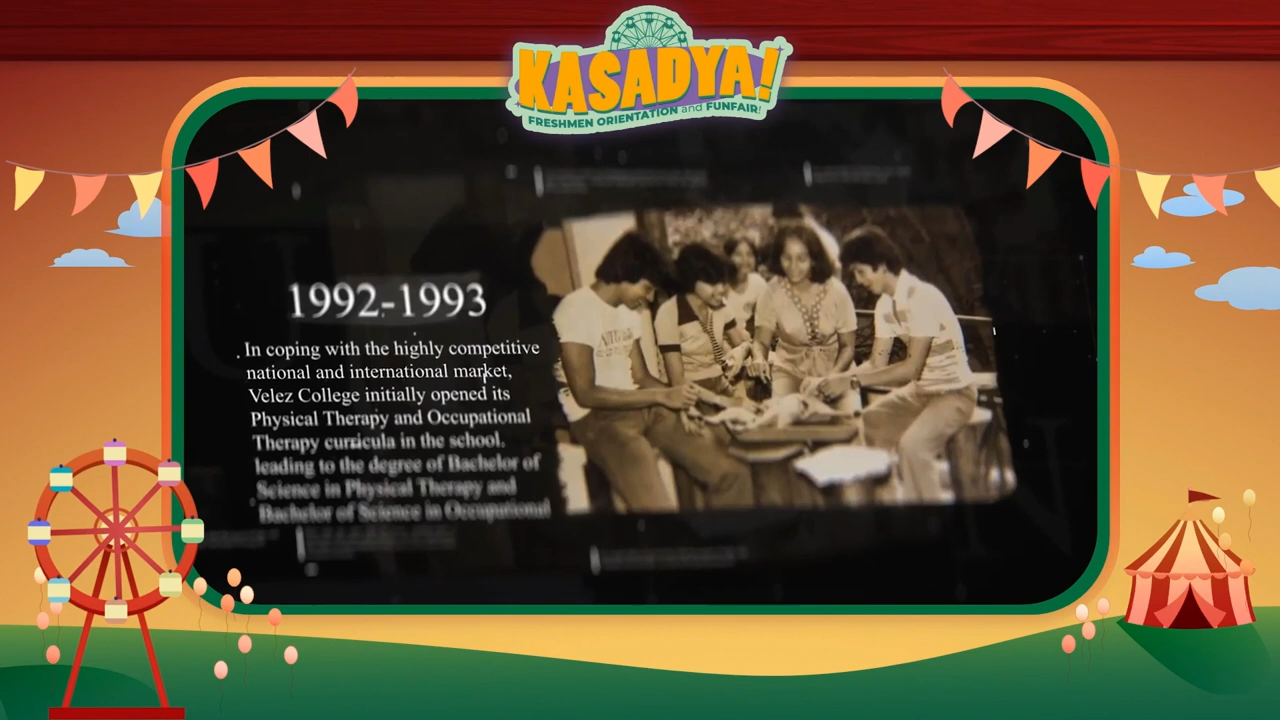 KASADYA!
FRESHMEN ORIENTATION and FUNFAIR!
1992-1993
In coping with the highly competitive
national and international market,
Velez College initially opened its
Physical Therapy and Occupational
Therapy curricula in the school.
leading to the degree of Bachelor of
Science in Physical Therapy and
Bachelor of Science in Occupational